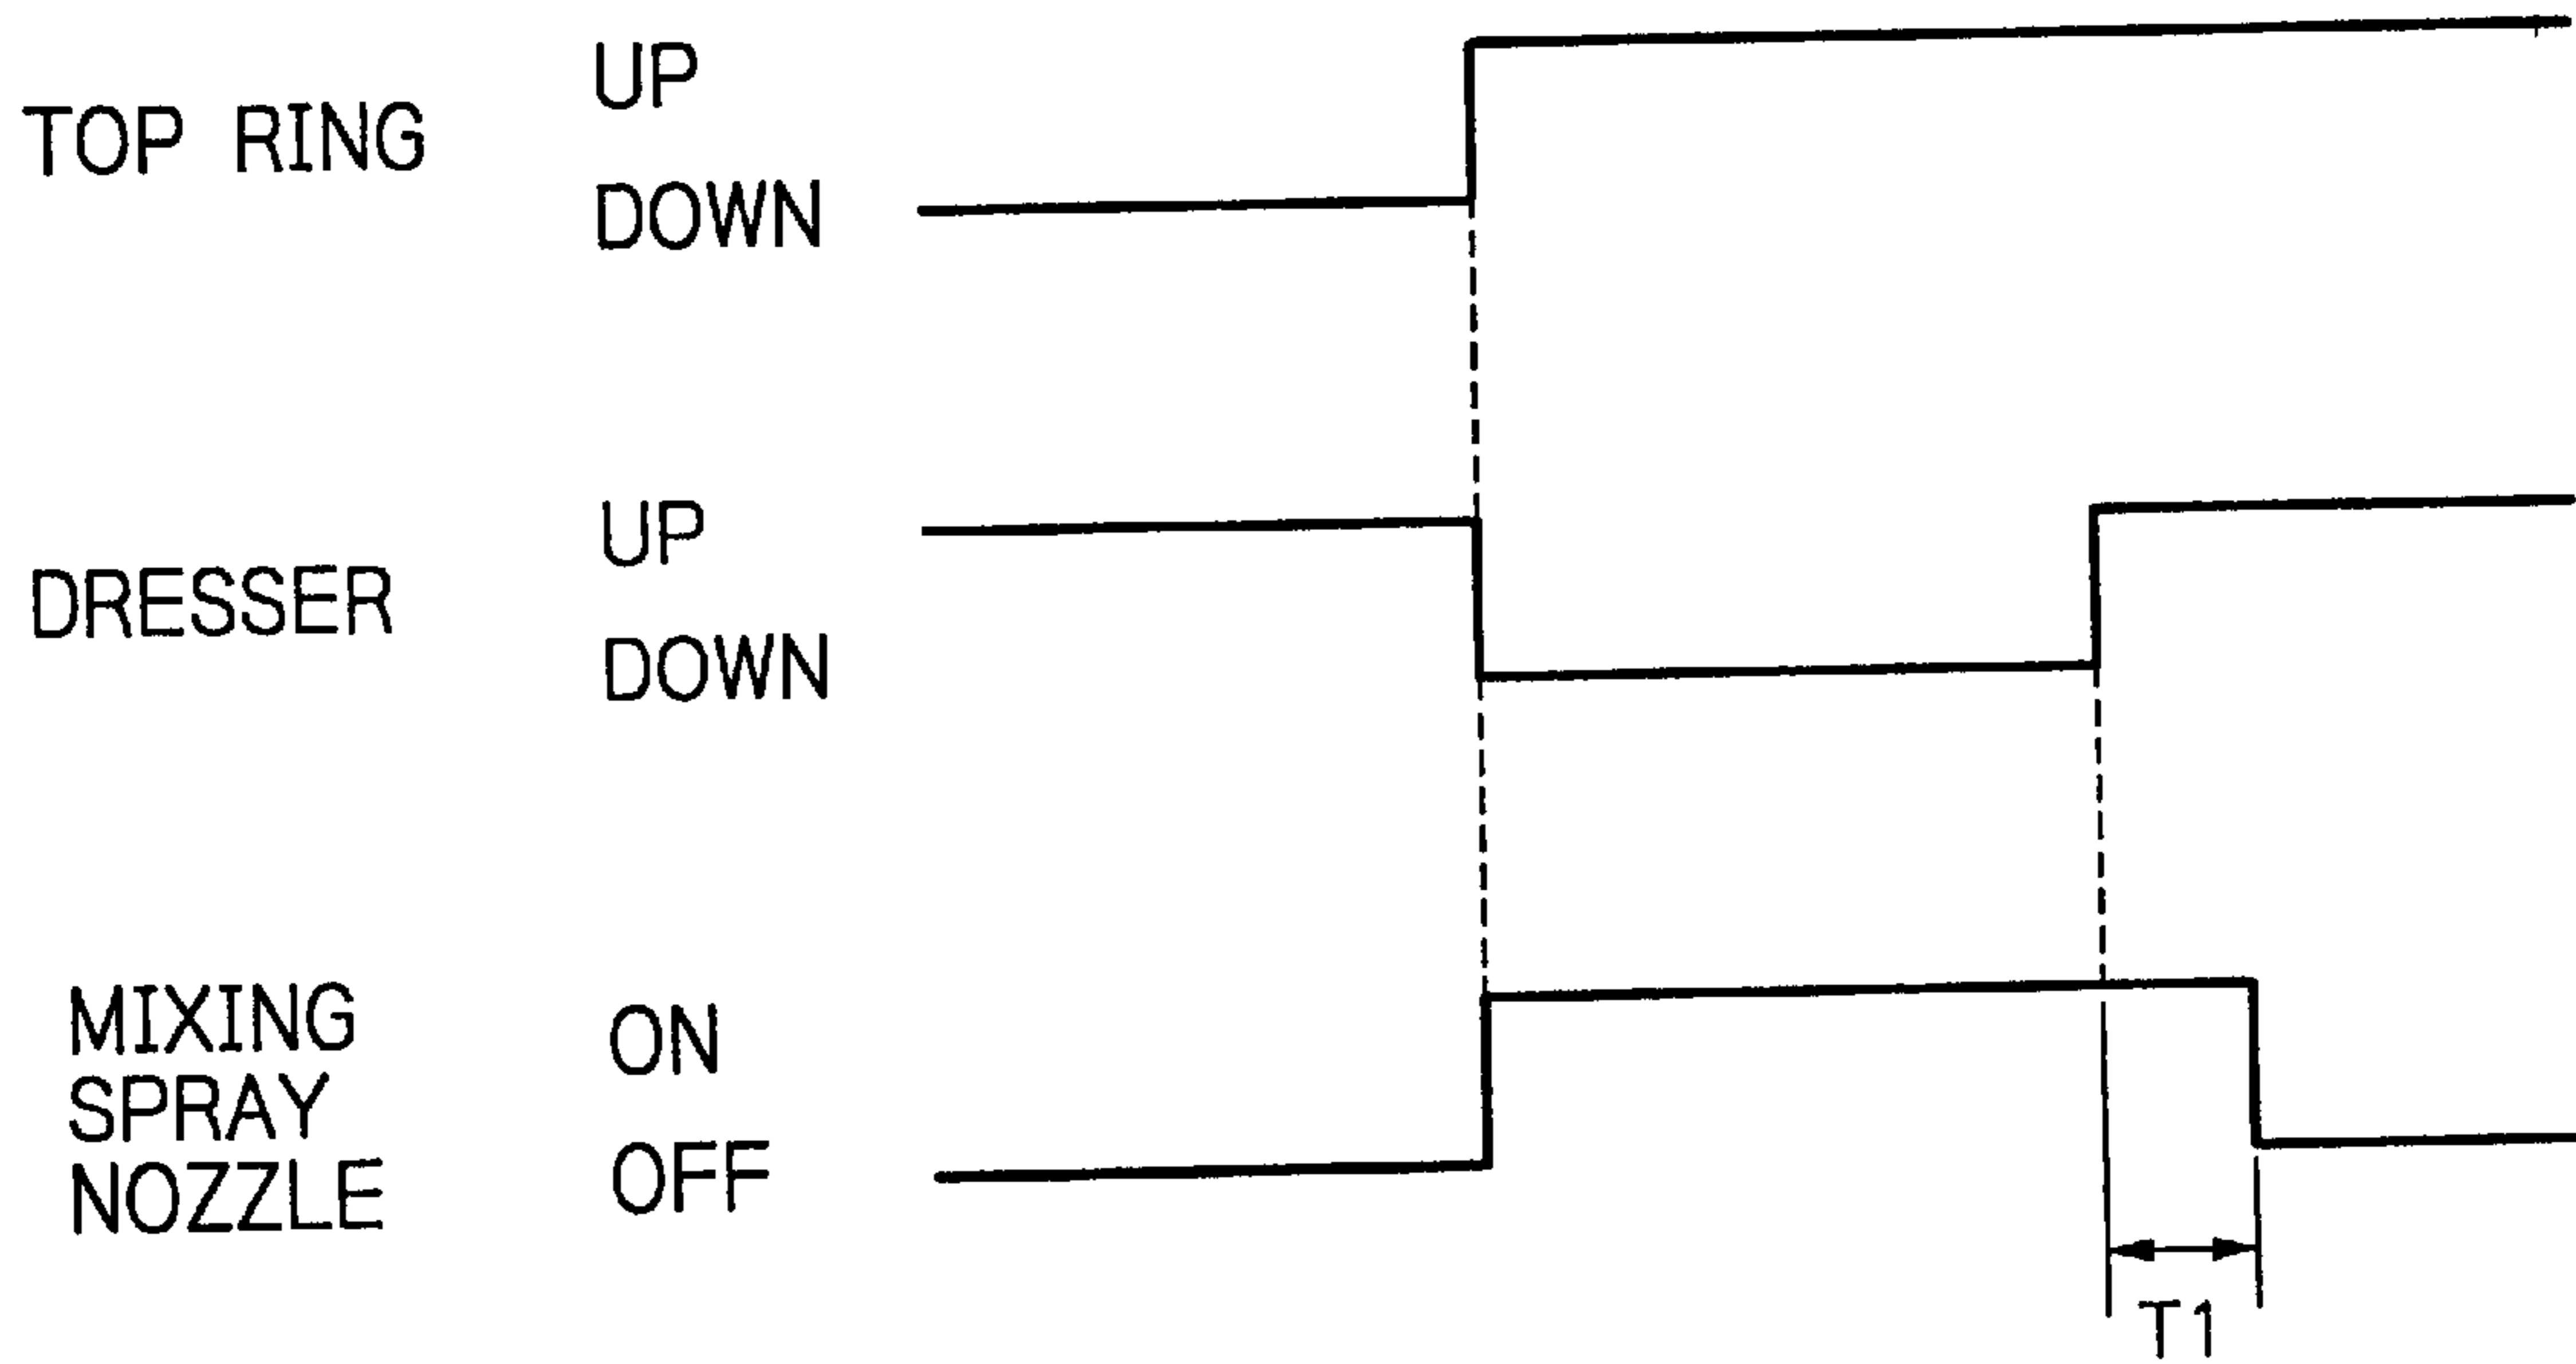 UP
TOP RING
DOWN
UP
DRESSER
DOWN
MIXING
SPRAY
NOZZLE
ON
OFF
T1